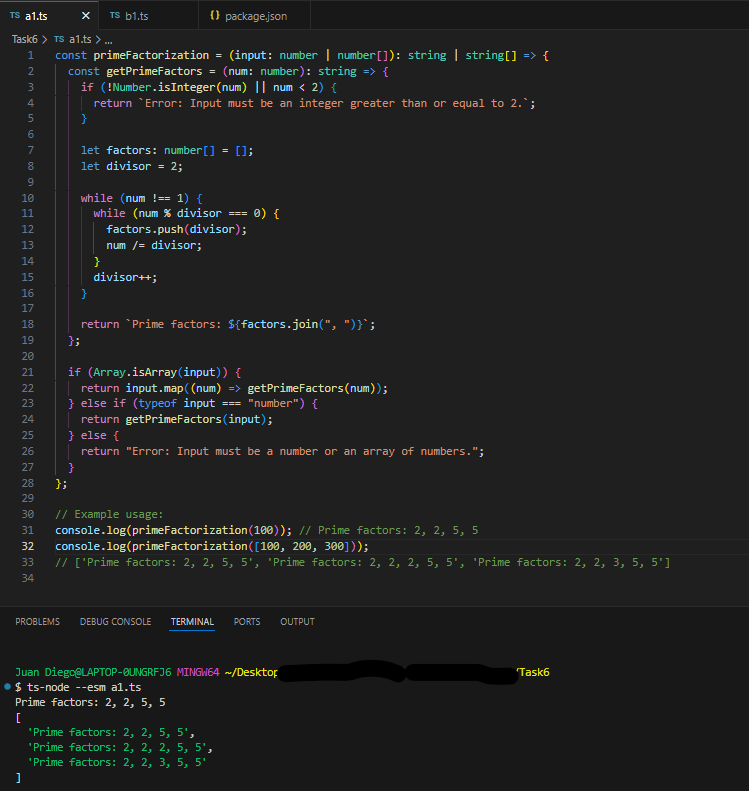 TS a1.ts × TS b1.ts {} package.json
Task6 > TS a1.ts > ...
1 const primeFactorization = (input: number | number[]): string | string[] => {
2 const getPrimeFactors = (num: number): string => {
3 if (!Number.isInteger(num) || num < 2) {
4 return `Error: Input must be an integer greater than or equal to 2.`;
5 }
6
7 let factors: number[] = [];
8 let divisor = 2;
9
10 while (num !== 1) {
11 while (num % divisor === 0) {
12 factors.push(divisor);
13 num /= divisor;
14 }
15 divisor++;
16 }
17
18 return `Prime factors: ${factors.join(", ")}`;
19 };
20
21 if (Array.isArray(input)) {
22 return input.map((num) => getPrimeFactors(num));
23 } else if (typeof input === "number") {
24 return getPrimeFactors(input);
25 } else {
26 return "Error: Input must be a number or an array of numbers.";
27 }
28 };
29
30 // Example usage:
31 console.log(primeFactorization(100)); // Prime factors: 2, 2, 5, 5
32 console.log(primeFactorization([100, 200, 300]));
33 // ['Prime factors: 2, 2, 5, 5', 'Prime factors: 2, 2, 2, 5, 5', 'Prime factors: 2, 2, 3, 5, 5']
34
PROBLEMS DEBUG CONSOLE TERMINAL PORTS OUTPUT
Juan Diego@LAPTOP-0UNGRFJ6 MINGW64 ~/Desktop /Task6
$ ts-node --esm a1.ts
Prime factors: 2, 2, 5, 5
[
'Prime factors: 2, 2, 5, 5',
'Prime factors: 2, 2, 2, 5, 5',
'Prime factors: 2, 2, 3, 5, 5'
]